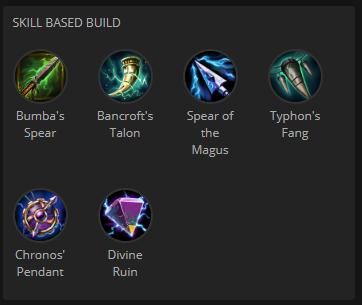 SKILL BASED BUILD
Bumba's
Spear
Bancroft's
Talon
Spear of
the
Magus
Typhon's
Fang
Chronos'
Pendant
Divine
Ruin